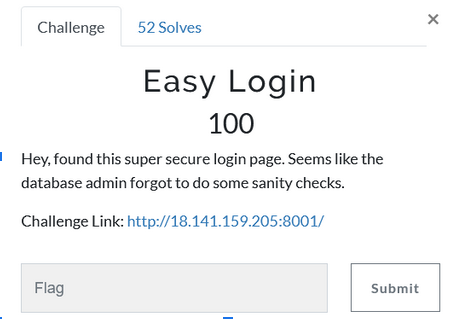 Challenge
52 Solves
×
Easy Login
100
Hey, found this super secure login page. Seems like the
database admin forgot to do some sanity checks.
Challenge Link: http://18.141.159.205:8001/
Flag
Submit